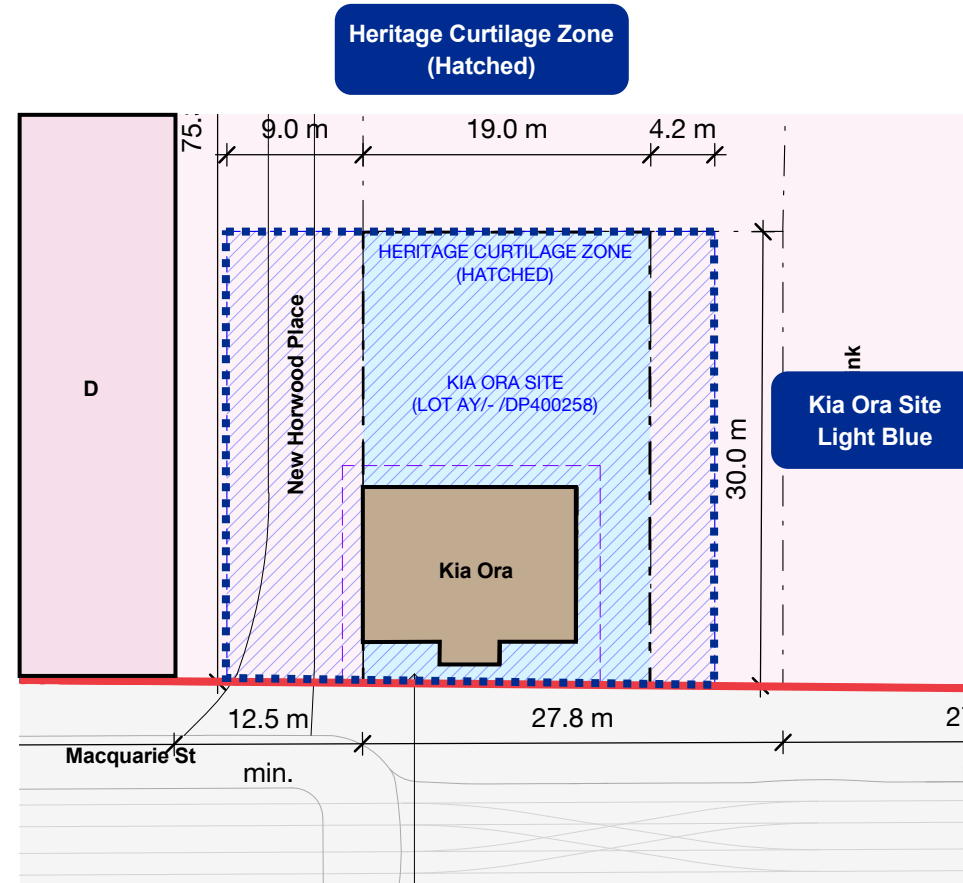 Heritage Curtilage Zone
(Hatched)
75.
9.0 m
19.0 m
4.2 m
HERITAGE CURTILAGE ZONE
(HATCHED)
New Horwood Place
KIA ORA SITE
(LOT AY/- /DP400258)
D
30.0 m
Kia Ora Site
Light Blue
Kia Ora
12.5 m
27.8 m
Macquarie St
min.